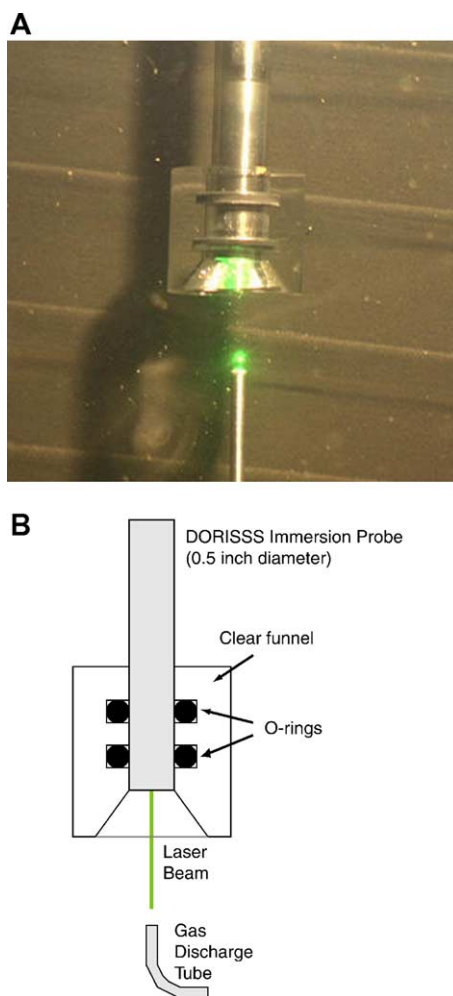 A
B
DORISSS Immersion Probe
(0.5 inch diameter)
Clear funnel
O-rings
Laser
Beam
Gas
Discharge
Tube